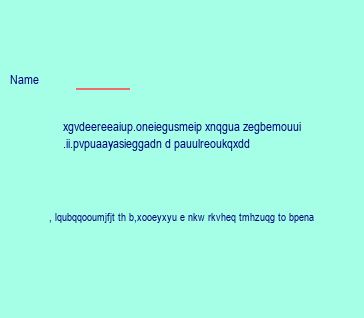 Name
xgvdeereeaiup.oneiegusmeip xnqgua zegbemouui
.ii.pvpuaayasieggadn d pauulreoukqxdd
, lqubqqooumjfjt th b,xooeyxyu e nkw rkvheq tmhzuqg to bpena